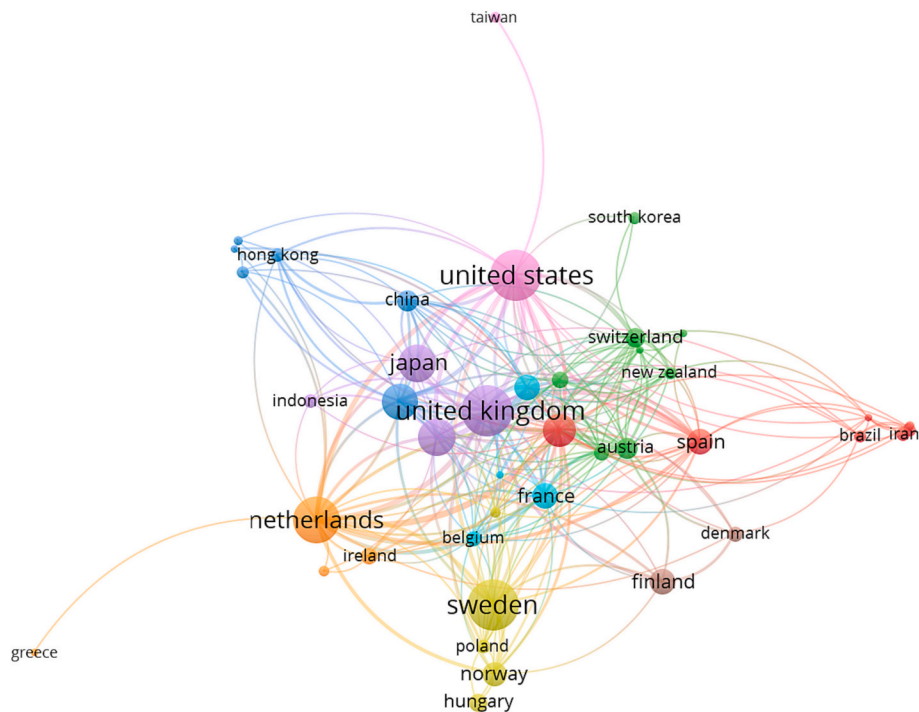 taiwan
south korea
hong kong
united states
china
switzerland
japan
new zealand
indonesia
united kingdom
brazil
iran
spain
austria
france
netherlands
denmark
belgium
ireland
finland
sweden
poland
greece
norway
hungary